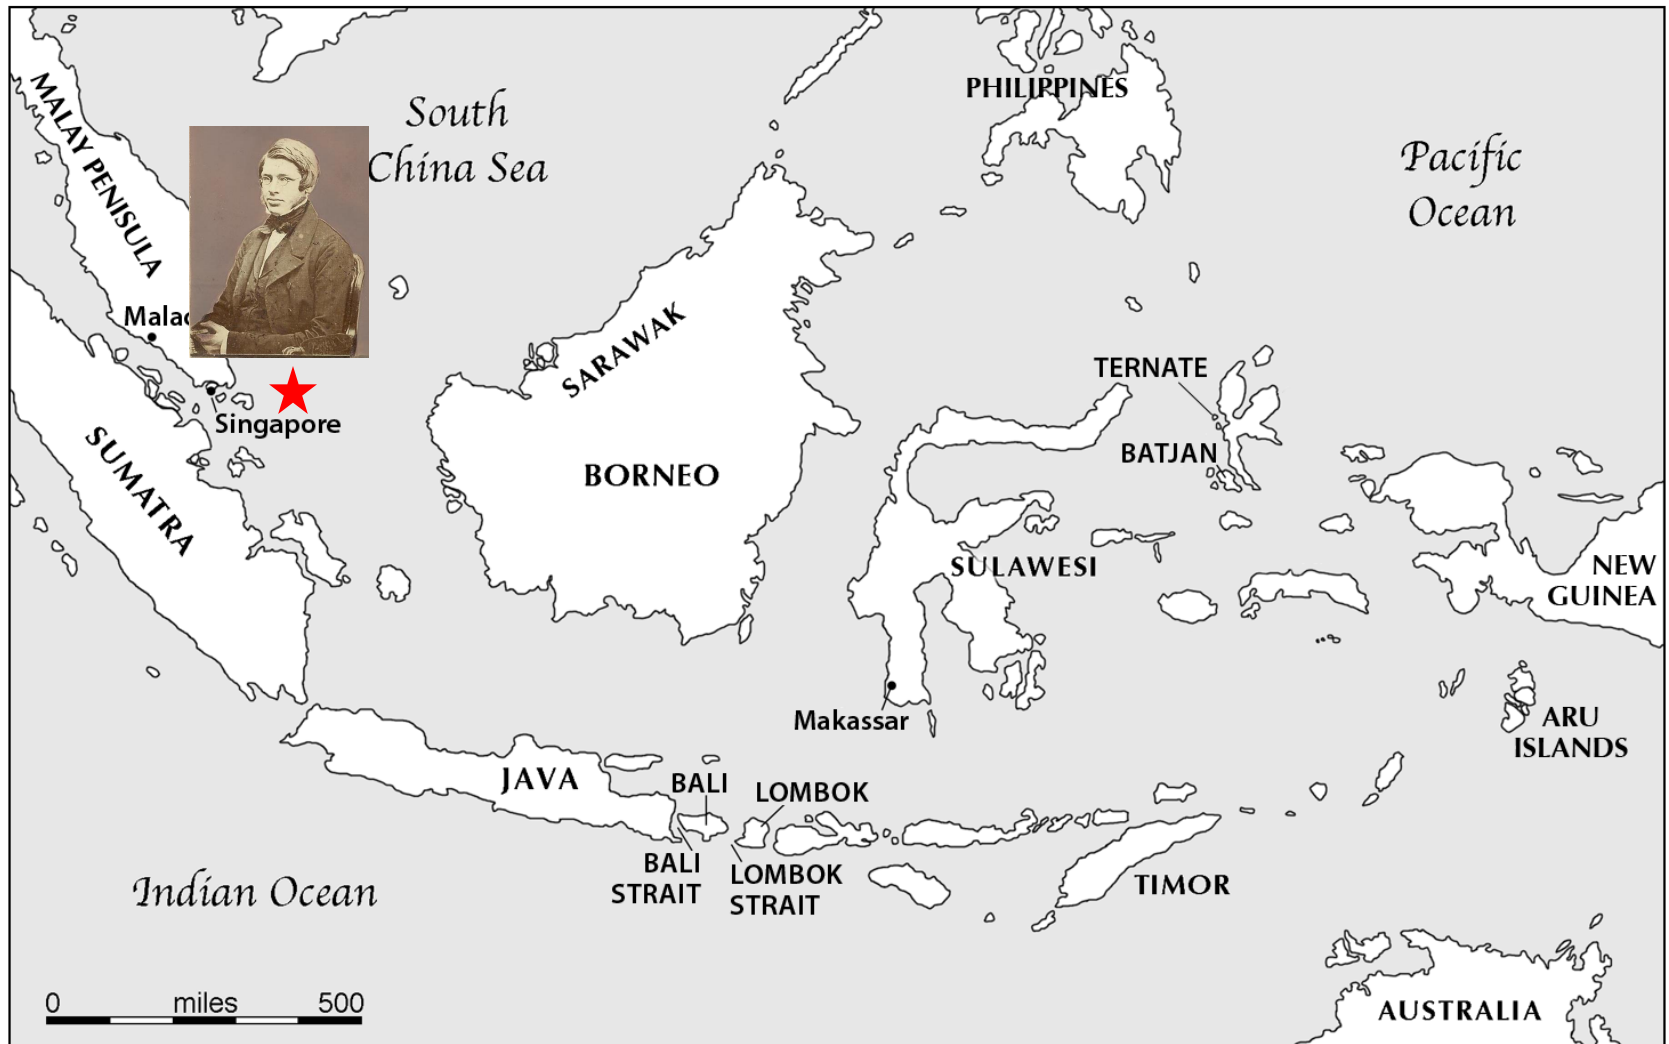 MALAY PENISULA
South
China Sea
PHILIPPINES
Pacific
Ocean
Malac
Singapore
SUMATRA
SARAWAK
BORNEO
TERNATE
BATJAN
SULAWESI
NEW
GUINEA
Makassar
ARU
ISLANDS
JAVA
BALI
LOMBOK
BALI
STRAIT
LOMBOK
STRAIT
TIMOR
Indian Ocean
0 miles 500
AUSTRALIA